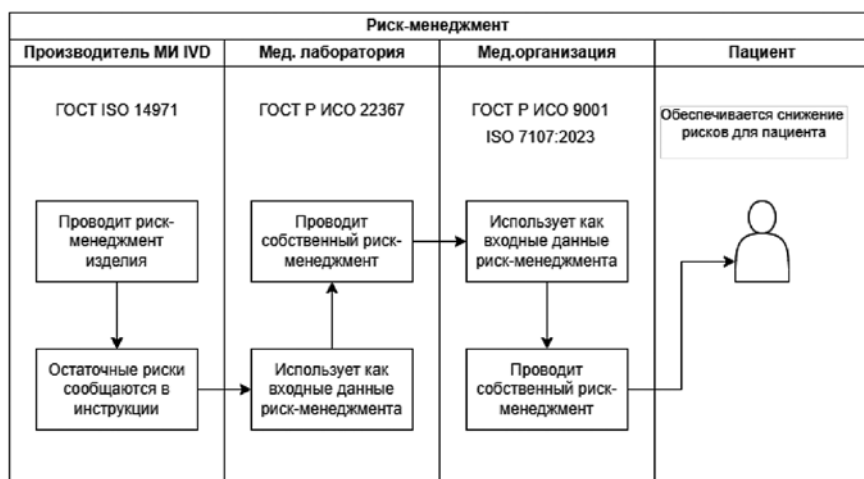 Риск-менеджмент
Производитель МИ IVD
Мед. лаборатория
Мед.организация
Пациент
ГОСТ ISO 14971
ГОСТ Р ИСО 22367
ГОСТ Р ИСО 9001
ISO 7107:2023
Обеспечивается снижение
рисков для пациента
Проводит риск-
менеджмент
изделия
Проводит
собственный риск-
менеджмент
Использует как
входные данные
риск-менеджмента
Остаточные риски
сообщаются в
инструкции
Использует как
входные данные
риск-менеджмента
Проводит
собственный риск-
менеджмент